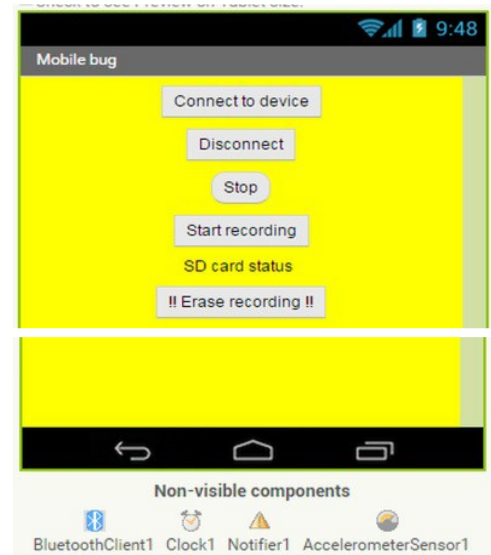 9:48
Mobile bug
Connect to device
Disconnect
Stop
Start recording
SD card status
!! Erase recording !!
Non-visible components
BluetoothClient1 Clock1 Notifier1 AccelerometerSensor1